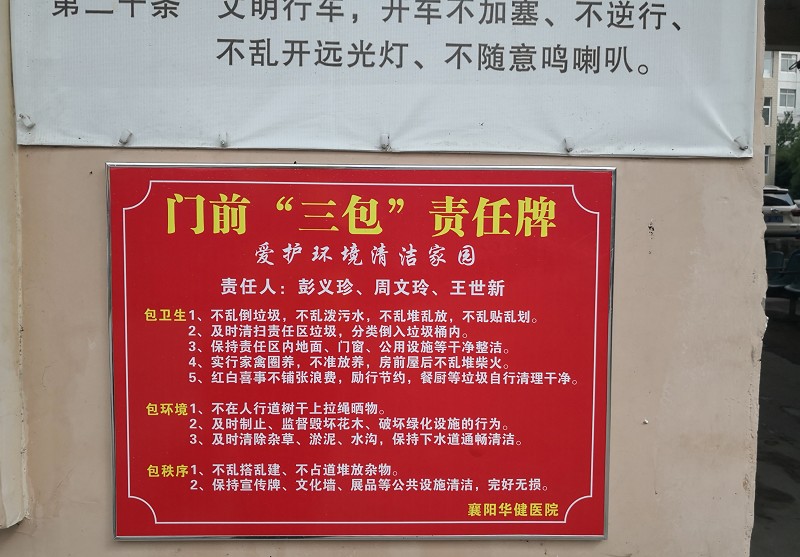 第二十条 文明行车，开车不加塞、不逆行、
不乱开远光灯、不随意鸣喇叭。
门前“三包”责任牌
爱护环境清洁家园
责任人：彭义珍、周文玲、王世新
包卫生1、不乱倒垃圾，不乱泼污水，不乱堆乱放，不乱贴乱划。
2、及时清扫责任区垃圾，分类倒入垃圾桶内。
3、保持责任区内地面、门窗、公用设施等干净整洁。
4、实行家禽圈养，不准放养，房前屋后不乱堆柴火。
5、红白喜事不铺张浪费，励行节约，餐厨等垃圾自行清理干净。
包环境1、不在人行道树干上拉绳晒物。
2、及时制止、监督毁坏花木、破坏绿化设施的行为。
3、及时清除杂草、淤泥、水沟，保持下水道通畅清洁。
包秩序1、不乱搭乱建、不占道堆放杂物。
2、保持宣传牌、文化墙、展品等公共设施清洁，完好无损。
襄阳华健医院